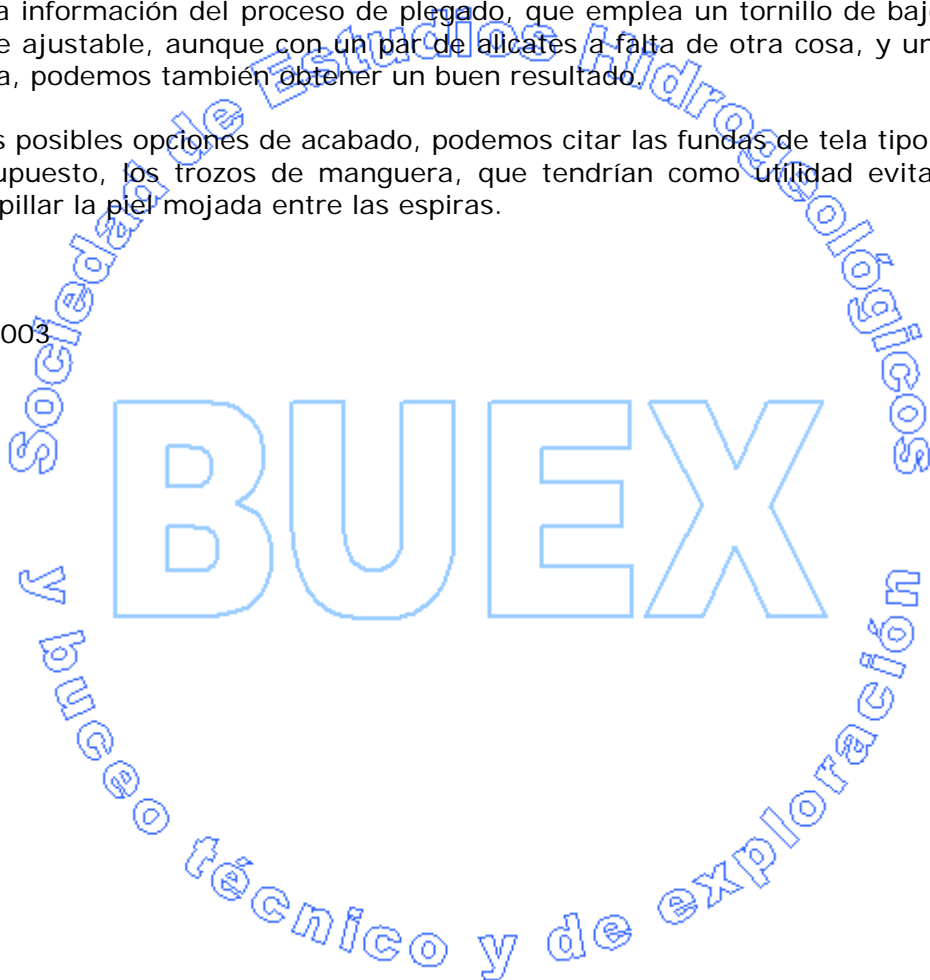 a información del proceso de plegado, que emplea un tornillo de baj
e ajustable, aunque con un par de alicates a falta de otra cosa, y un
a, podemos también obtener un buen resultado.
s posibles opciones de acabado, podemos citar las fundas de tela tipo
upuesto, los trozos de manguera, que tendrían como utilidad evita
pillar la piel mojada entre las espiras.
003
Sociedad de Estudios Hidrogeológicos
BUEX
y buceo técnico y de exploración